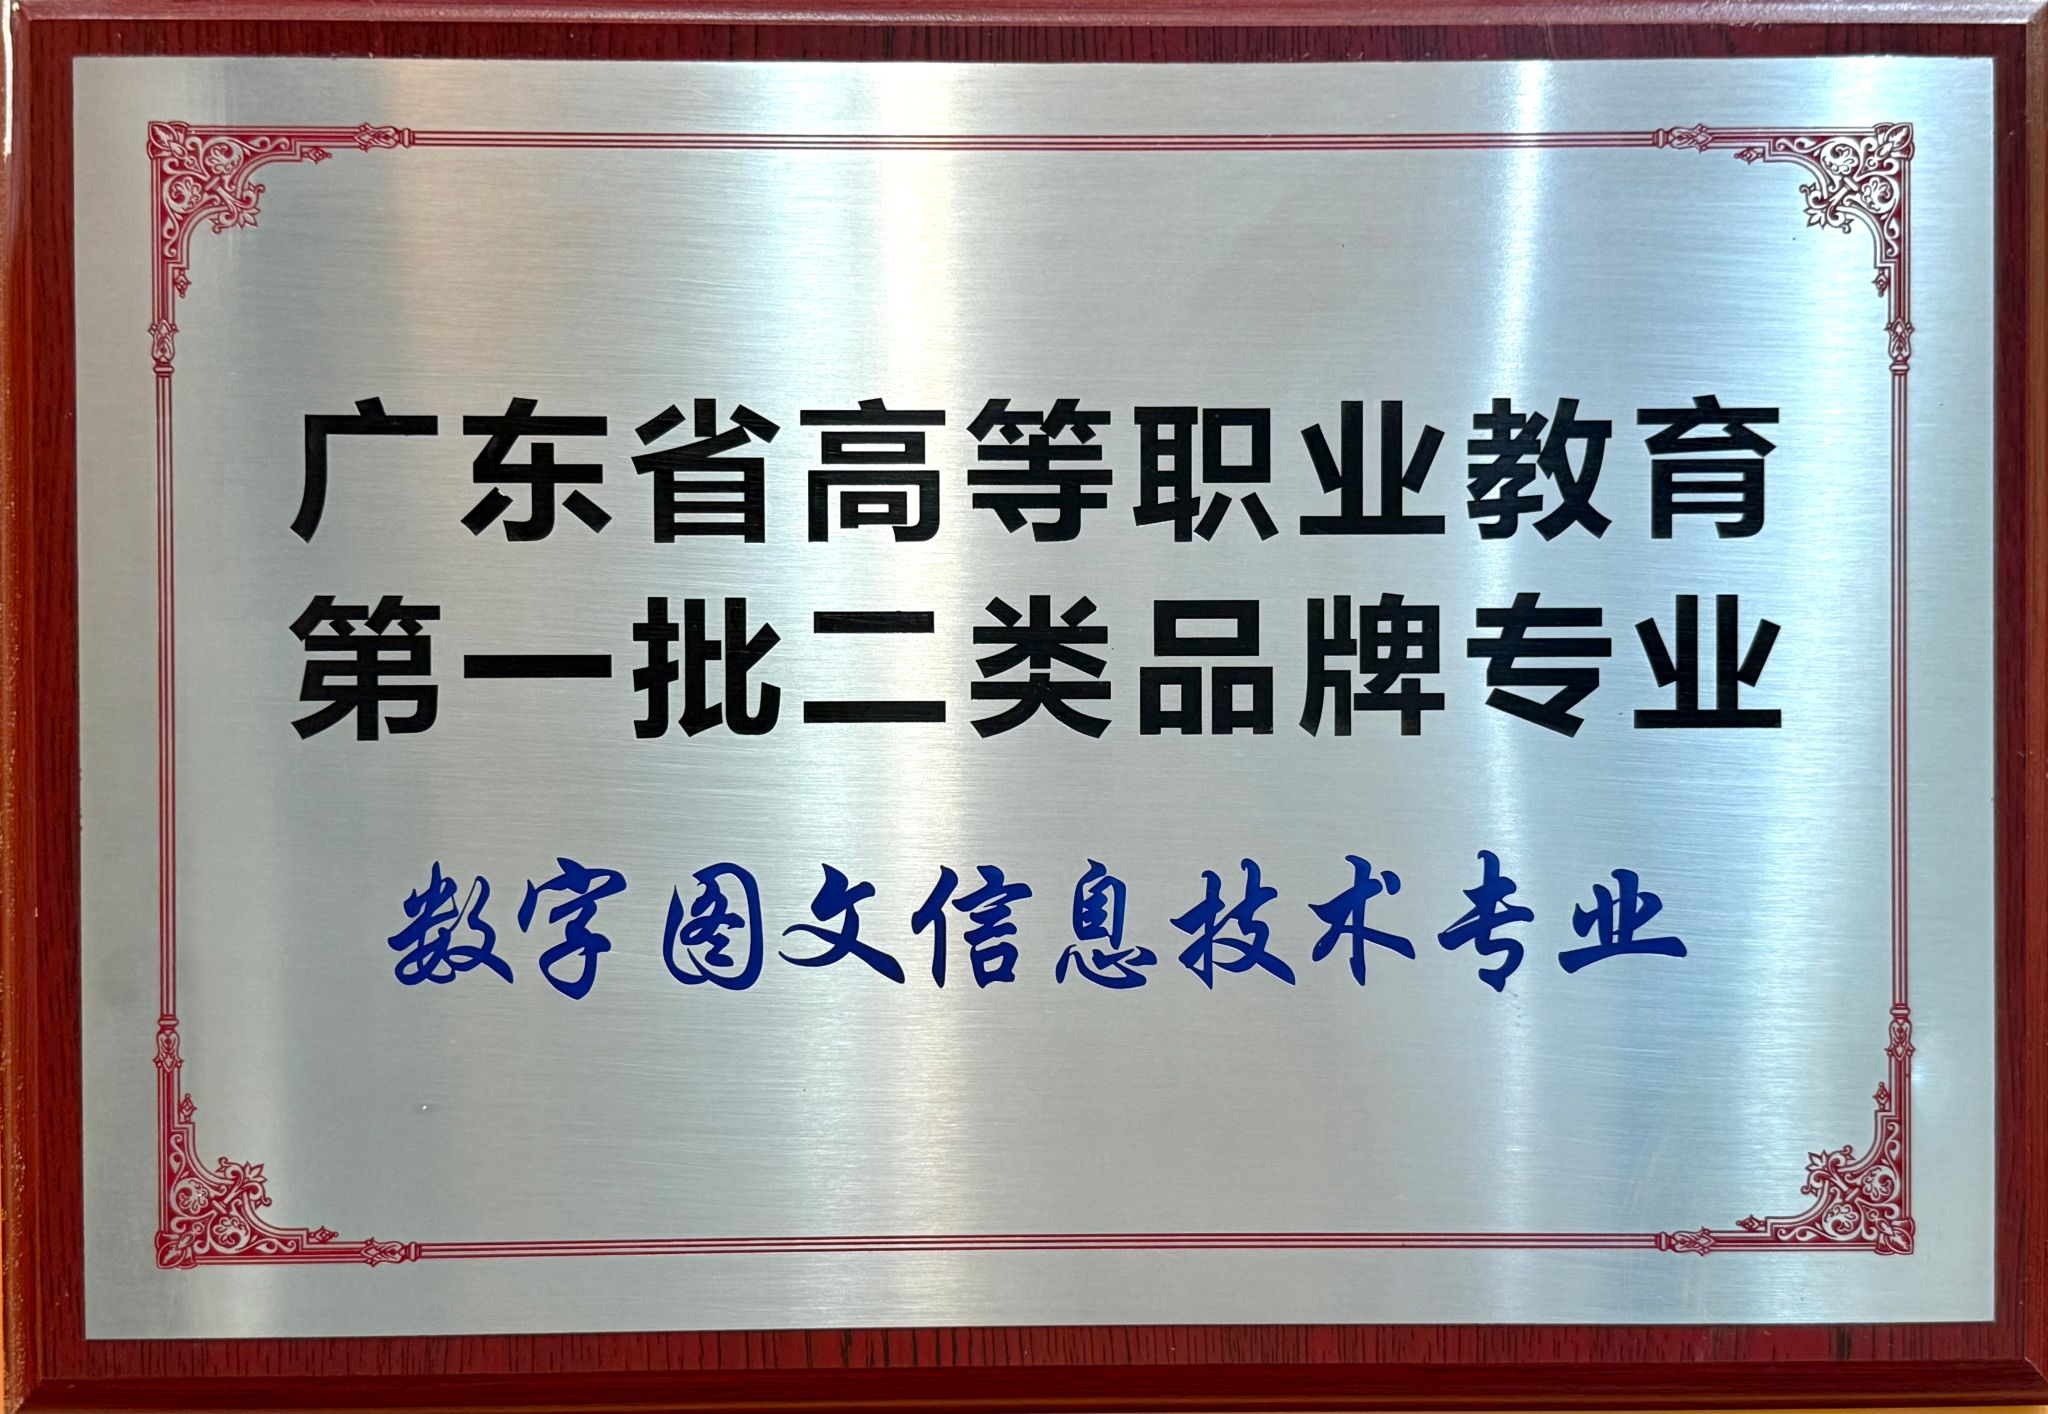 广东省高等职业教育
第一批二类品牌专业
数字图文信息技术专业